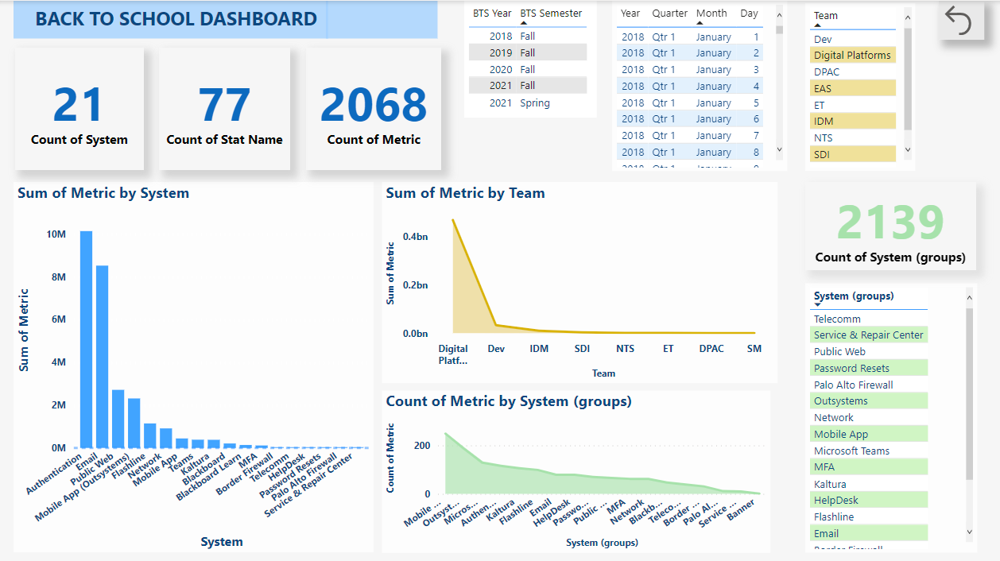 BACK TO SCHOOL DASHBOARD
21
Count of System
77
Count of Stat Name
2068
Count of Metric
BTS Year BTS Semester
2018 Fall
2019 Fall
2020 Fall
2021 Fall
2021 Spring
Year Quarter Month Day
2018 Qtr 1 January 1
2018 Qtr 1 January 2
2018 Qtr 1 January 3
2018 Qtr 1 January 4
2018 Qtr 1 January 5
2018 Qtr 1 January 6
2018 Qtr 1 January 7
2018 Qtr 1 January 8
2018 Qtr 1 January
Team
Dev
Digital Platforms
DPAC
EAS
ET
IDM
NTS
SDI
Sum of Metric by System
Sum of Metric
10M
8M
6M
4M
2M
0M
Authentication
Email
Public Web
Mobile App (Outsystems)
Flashline
Network
Mobile App
Teams
Kaltura
Blackboard
Blackboard Learn
MFA
Border Firewall
Telecomm
HelpDesk
Password Resets
Palo Alto Firewall
Service & Repair Center
System
Sum of Metric by Team
Sum of Metric
0.4bn
0.2bn
0.0bn
Digital Platf...
Dev
IDM
SDI
NTS
ET
DPAC
SM
Team
Count of Metric by System (groups)
Count of Metric
200
0
Mobile ...
Outsyst...
Micros...
Authen...
Kaltura
Flashline
Email
HelpDesk
Passwo...
Public ...
MFA
Network
Blackb...
Teleco...
Border ...
Palo Al...
Service ...
Banner
System (groups)
2139
Count of System (groups)
System (groups)
Telecomm
Service & Repair Center
Public Web
Password Resets
Palo Alto Firewall
Outsystems
Network
Mobile App
Microsoft Teams
MFA
Kaltura
HelpDesk
Flashline
Email
Border Firewall